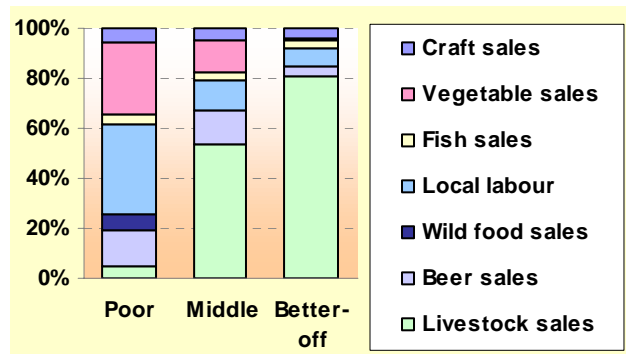 100%
80%
60%
40%
20%
0%
Poor Middle Better-
off
Craft sales
Vegetable sales
Fish sales
Local labour
Wild food sales
Beer sales
Livestock sales